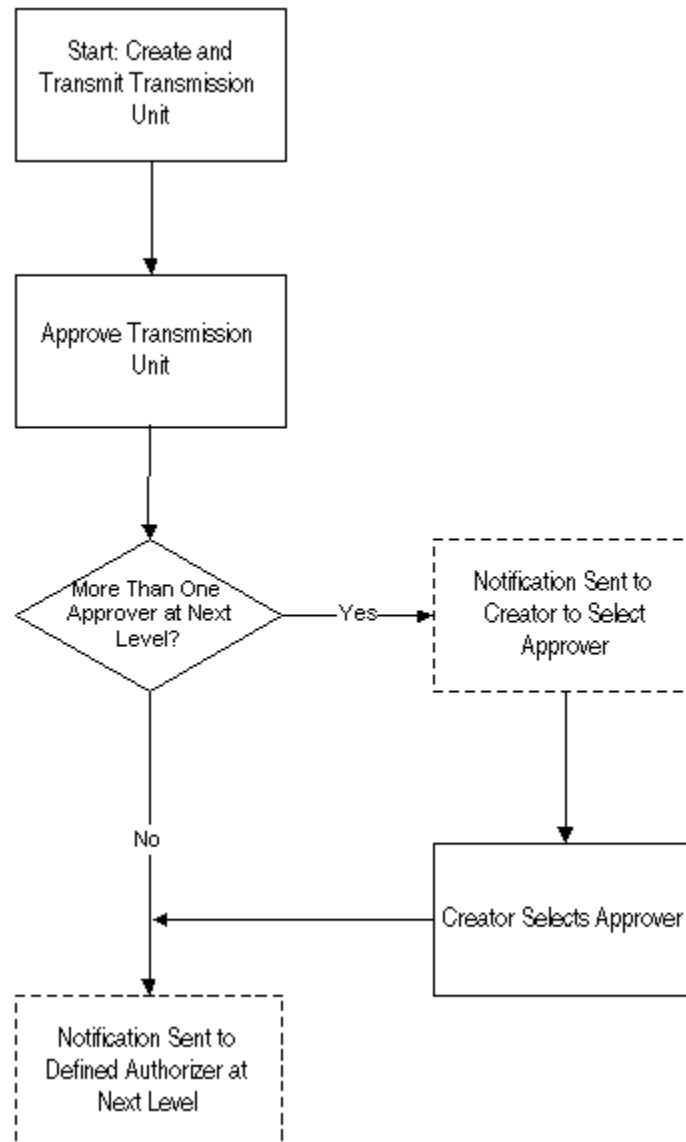 Start: Create and
Transmit Transmission
Unit
Approve Transmission
Unit
More Than One
Approver at Next
Level?
Yes
Notification Sent to
Creator to Select
Approver
No
Creator Selects Approver
Notification Sent to
Defined Authorizer at
Next Level